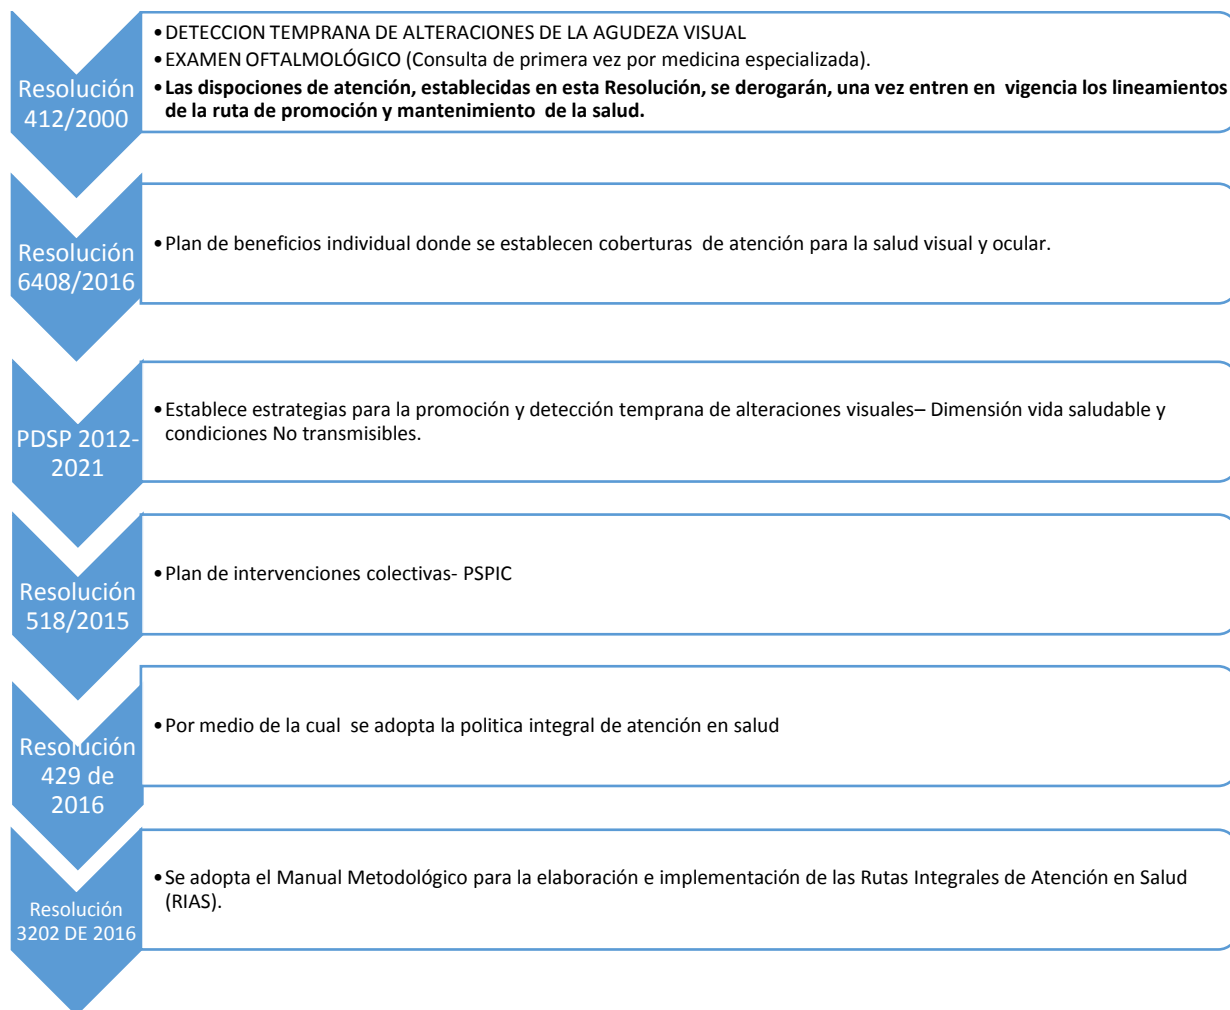 Resolución
412/2000
•DETECCION TEMPRANA DE ALTERACIONES DE LA AGUDEZA VISUAL
•EXAMEN OFTALMOLÓGICO (Consulta de primera vez por medicina especializada).
•Las dispociones de atención, establecidas en esta Resolución, se derogarán, una vez entren en vigencia los lineamientos
de la ruta de promoción y mantenimiento de la salud.
Resolución
6408/2016
•Plan de beneficios individual donde se establecen coberturas de atención para la salud visual y ocular.
PDSP 2012-
2021
•Establece estrategias para la promoción y detección temprana de alteraciones visuales– Dimensión vida saludable y
condiciones No transmisibles.
Resolución
518/2015
•Plan de intervenciones colectivas- PSPIC
Resolución
429 de
2016
•Por medio de la cual se adopta la politica integral de atención en salud
Resolución
3202 DE 2016
•Se adopta el Manual Metodológico para la elaboración e implementación de las Rutas Integrales de Atención en Salud
(RIAS).